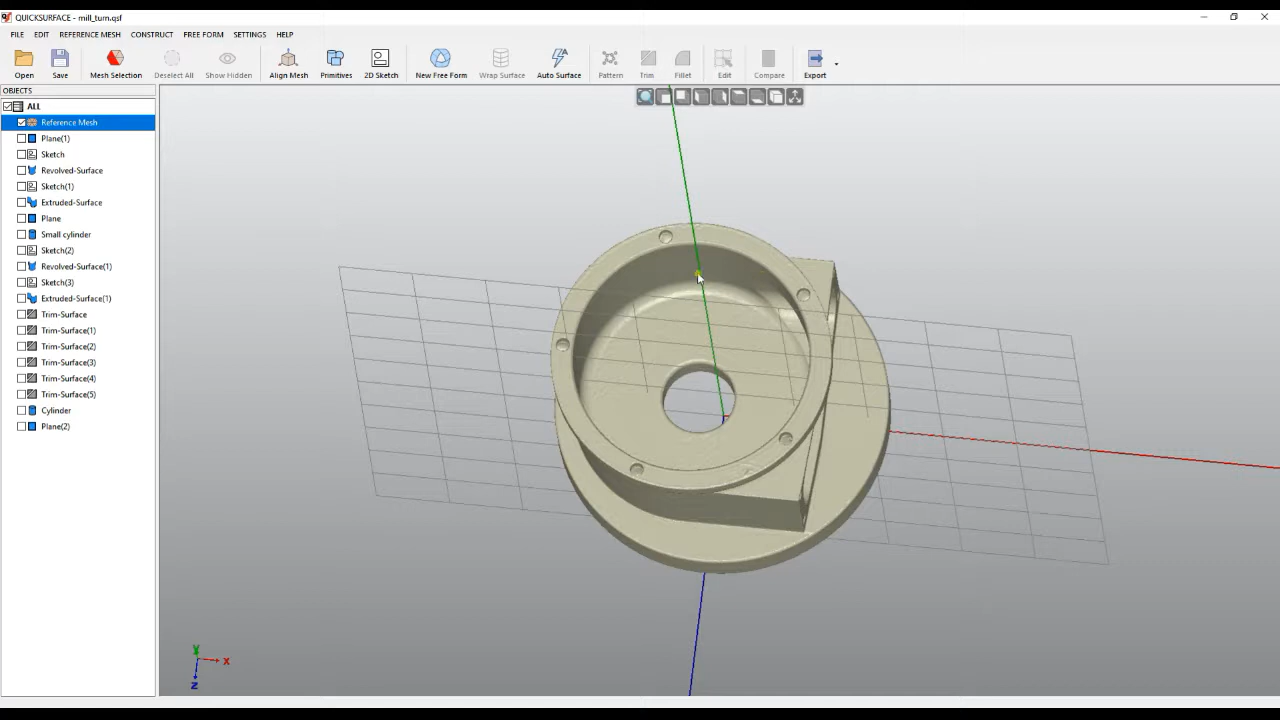 QUICKSURFACE - mill_turn.qsf
FILE EDIT REFERENCE MESH CONSTRUCT FREE FORM SETTINGS HELP
Open Save Mesh Selection Deselect All Show Hidden Align Mesh Primitives 2D Sketch New Free Form Wrap Surface Auto Surface Pattern Trim Fillet Edit Compare Export
OBJECTS
ALL
Reference Mesh
Plane(1)
Sketch
Revolved-Surface
Sketch(1)
Extruded-Surface
Plane
Small cylinder
Sketch(2)
Revolved-Surface(1)
Sketch(3)
Extruded-Surface(1)
Trim-Surface
Trim-Surface(1)
Trim-Surface(2)
Trim-Surface(3)
Trim-Surface(4)
Trim-Surface(5)
Cylinder
Plane(2)
Y
X
Z